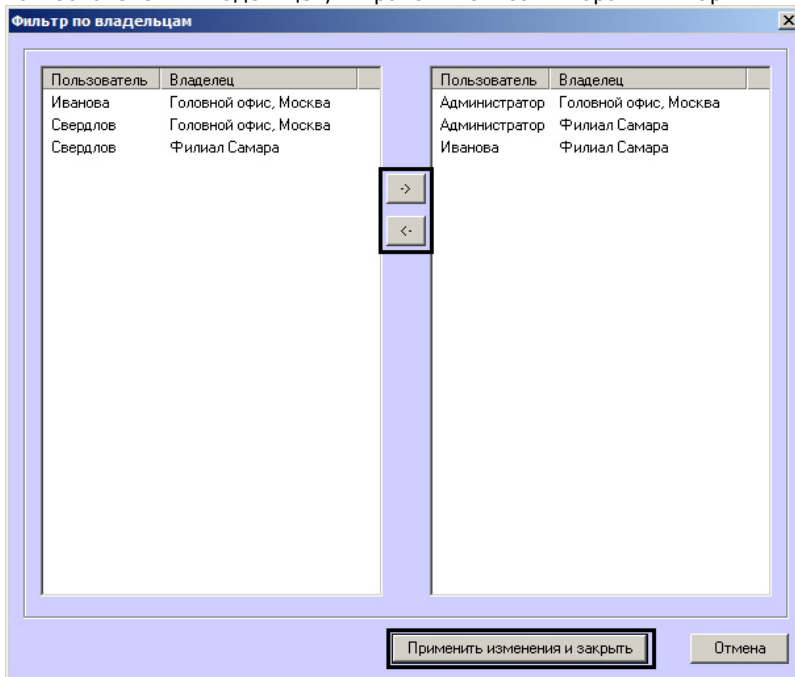 Фильтр по владельцам
Пользователь Владелец
Иванова Головной офис, Москва
Свердлов Головной офис, Москва
Свердлов Филиал Самара
->
<-
Пользователь Владелец
Администратор Головной офис, Москва
Администратор Филиал Самара
Иванова Филиал Самара
Применить изменения и закрыть
Отмена